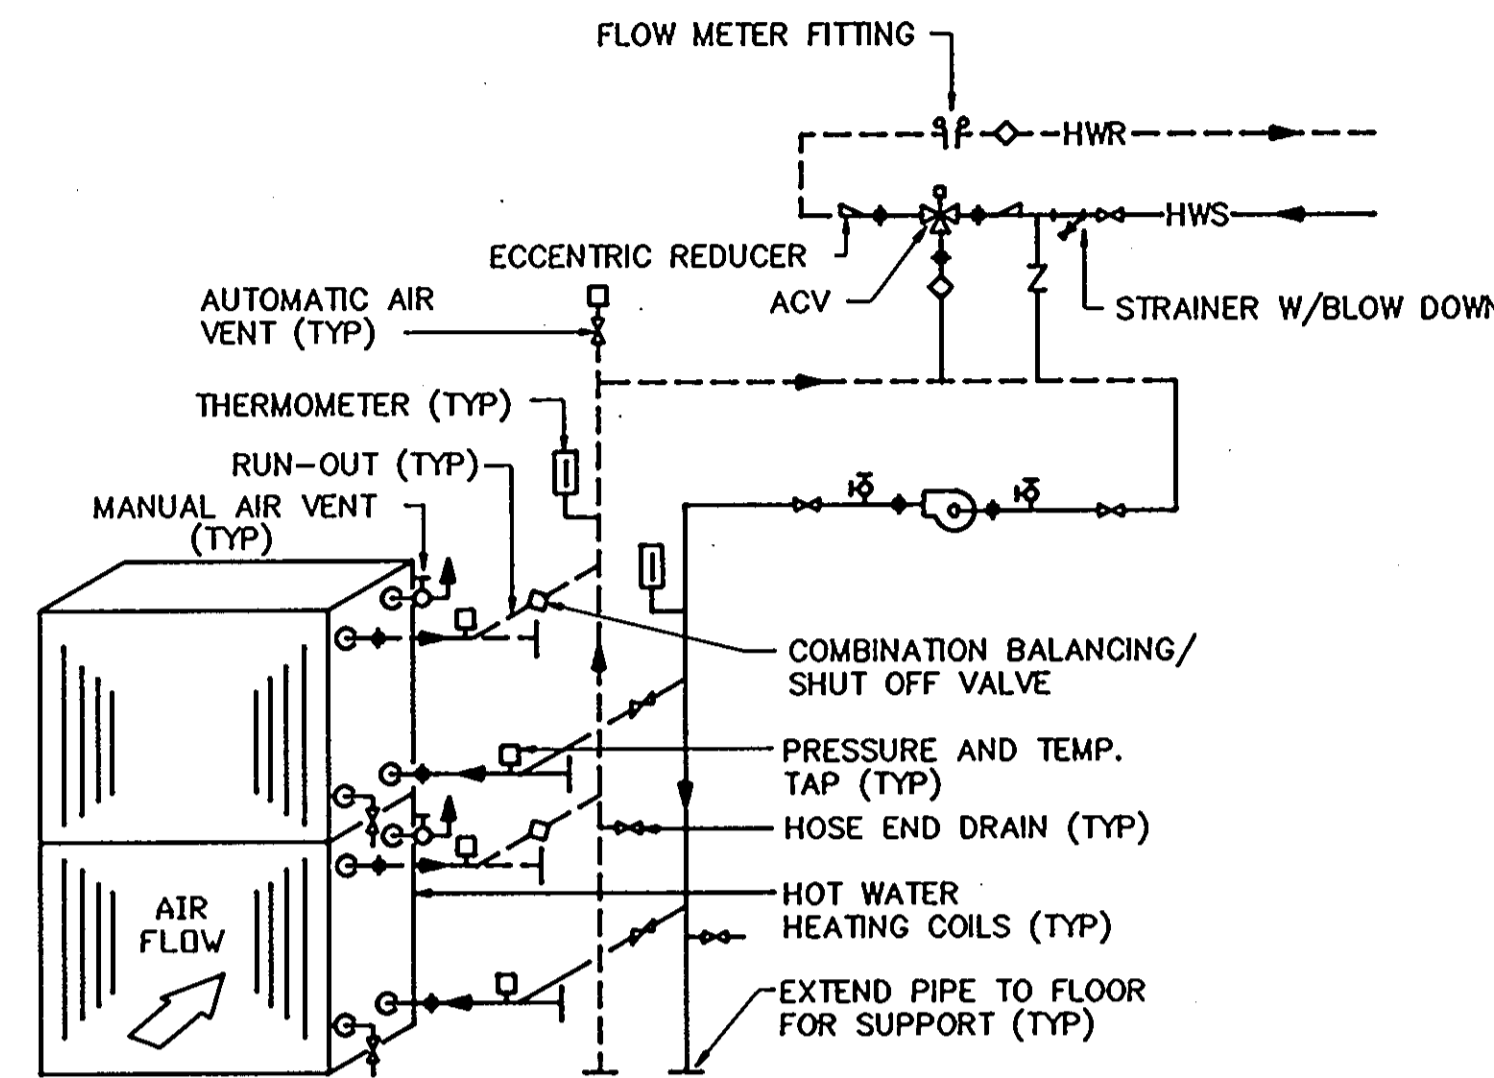 FLOW METER FITTING
HWR
HWS
ECCENTRIC REDUCER
ACV
STRAINER W/BLOW DOWN
AUTOMATIC AIR
VENT (TYP)
THERMOMETER (TYP)
RUN-OUT (TYP)
MANUAL AIR VENT
(TYP)
COMBINATION BALANCING/
SHUT OFF VALVE
PRESSURE AND TEMP.
TAP (TYP)
HOSE END DRAIN (TYP)
HOT WATER
HEATING COILS (TYP)
AIR
FLOW
EXTEND PIPE TO FLOOR
FOR SUPPORT (TYP)